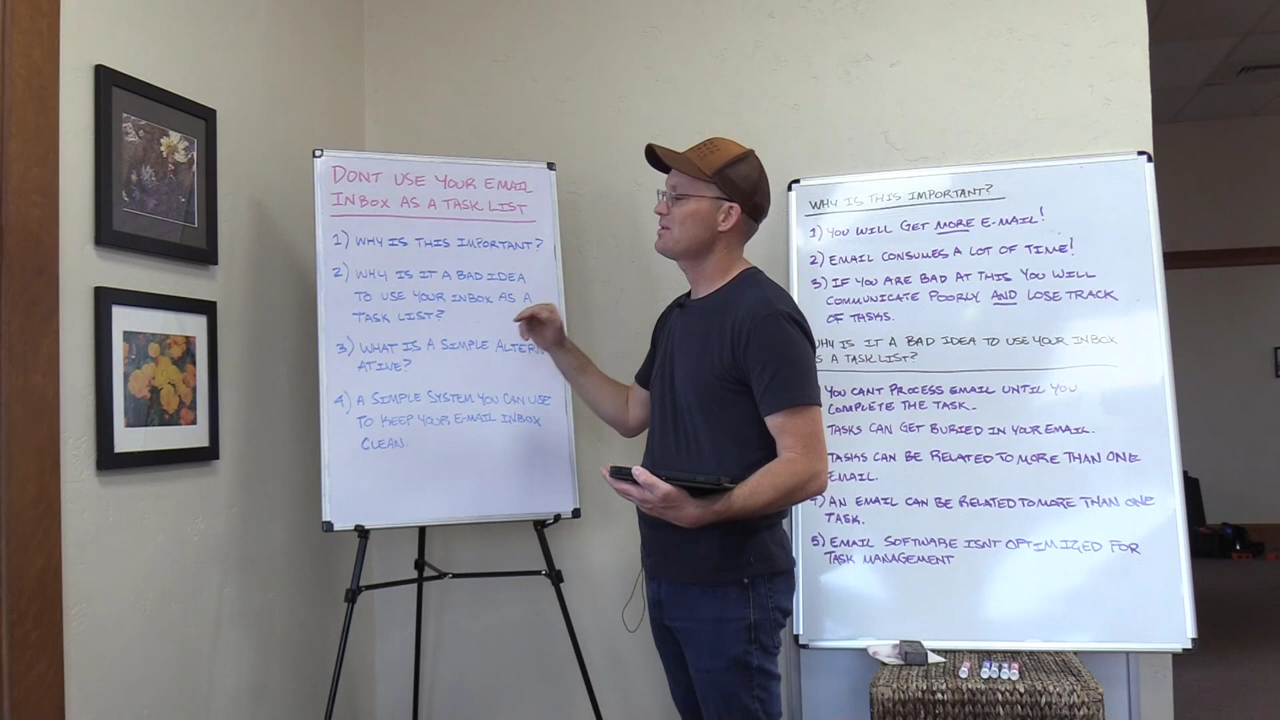 DONT USE YOUR EMAIL
INBOX AS A TASK LIST
1) WHY IS THIS IMPORTANT?
2) WHY IS IT A BAD IDEA
TO USE YOUR INBOX AS A
TASK LIST?
3) WHAT IS A SIMPLE ALTERN
ATIVE?
4) A SIMPLE SYSTEM YOU CAN USE
TO KEEP YOUR E-MAIL INBOX
CLEAN.
WHY IS THIS IMPORTANT?
1) YOU WILL GET MORE E-MAIL!
2) EMAIL CONSUMES A LOT OF TIME!
3) IF YOU ARE BAD AT THIS YOU WILL
COMMUNICATE POORLY AND LOSE TRACK
OF TASKS.
WHY IS IT A BAD IDEA TO USE YOUR INBOX
AS A TASK LIST?
YOU CANT PROCESS EMAIL UNTIL YOU
COMPLETE THE TASK.
TASKS CAN GET BURIED IN YOUR EMAIL.
TASKS CAN BE RELATED TO MORE THAN ONE
EMAIL.
4) AN EMAIL CAN BE RELATED TO MORE THAN ONE
TASK.
5) EMAIL SOFTWARE ISNT OPTIMIZED FOR
TASK MANAGEMENT